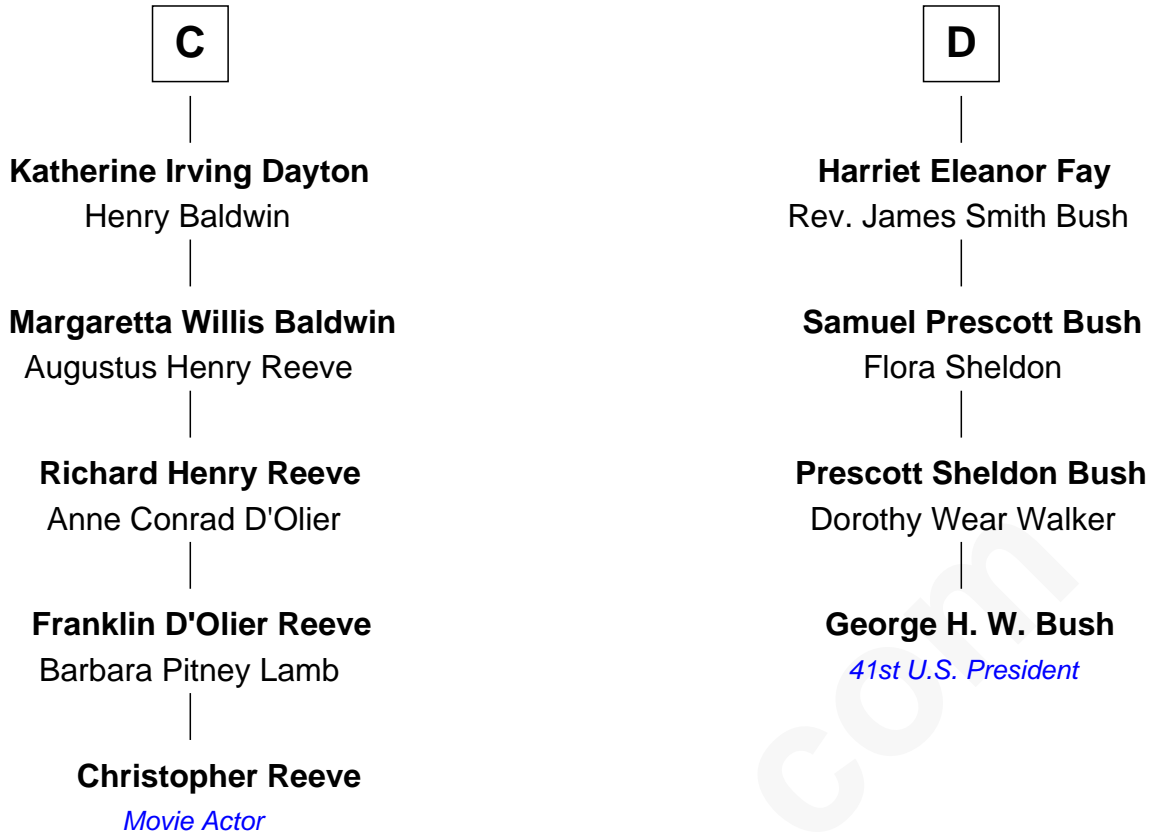 C
Katherine Irving Dayton
Henry Baldwin
Margaretta Willis Baldwin
Augustus Henry Reeve
Richard Henry Reeve
Anne Conrad D'Olier
Franklin D'Olier Reeve
Barbara Pitney Lamb
Christopher Reeve
Movie Actor
D
Harriet Eleanor Fay
Rev. James Smith Bush
Samuel Prescott Bush
Flora Sheldon
Prescott Sheldon Bush
Dorothy Wear Walker
George H. W. Bush
41st U.S. President
com